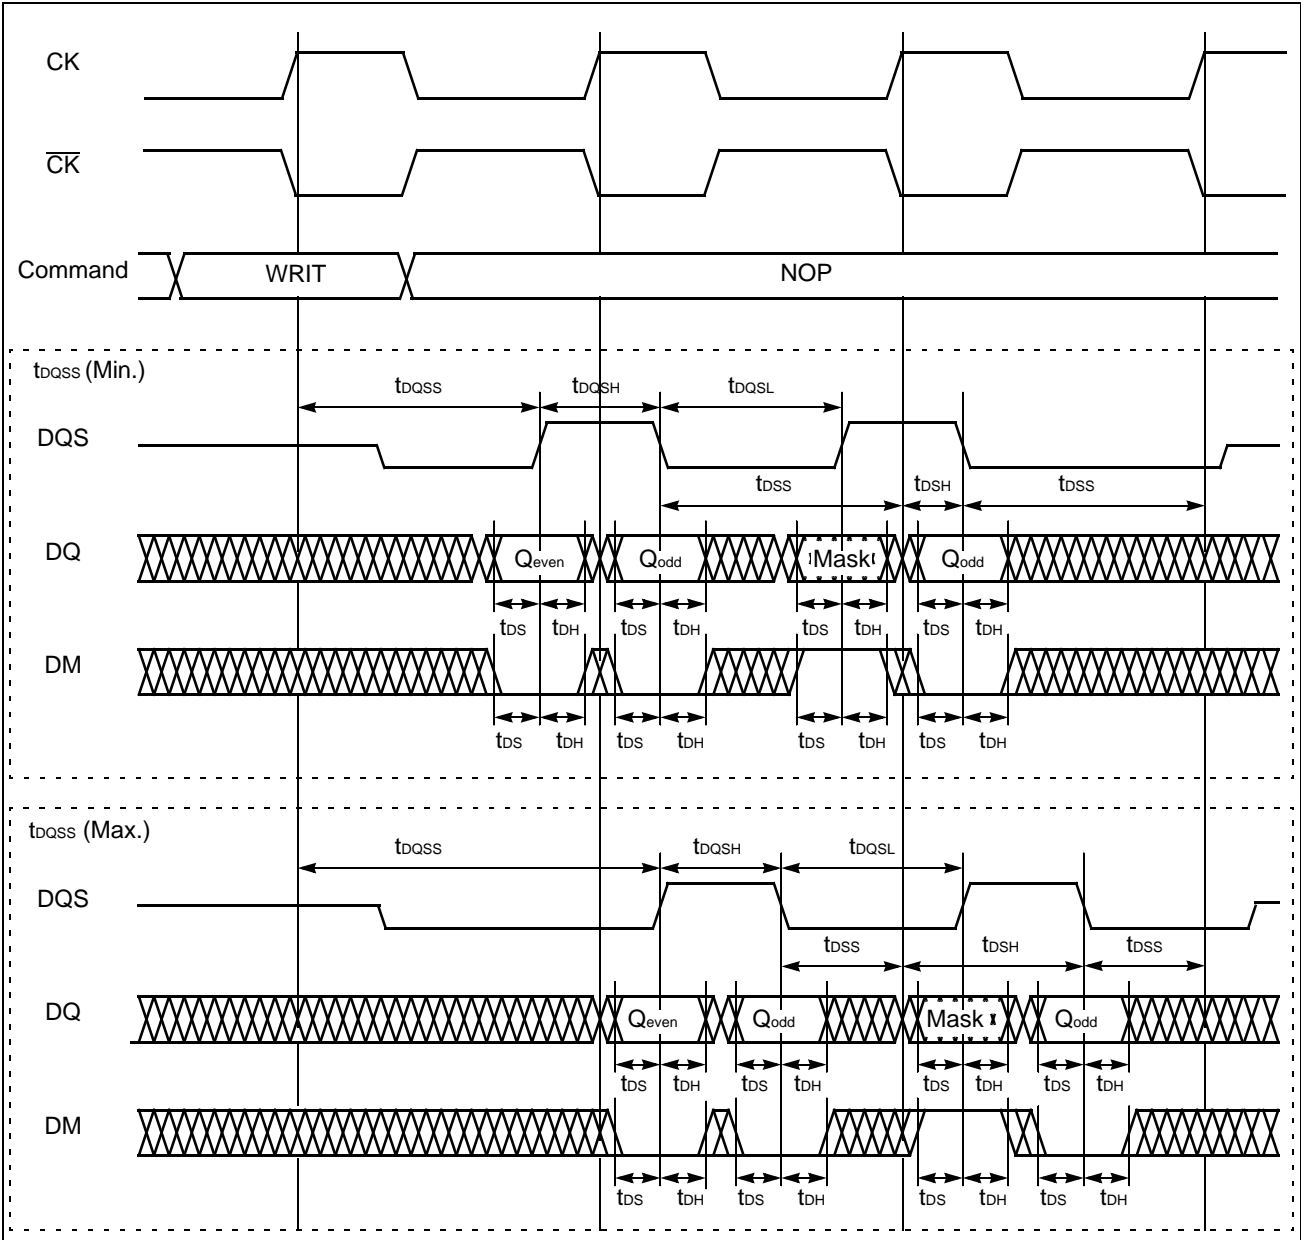 CK
CK
Command WRIT NOP
tDQSS (Min.)
tDQSS tDQSH tDQSL
DQS
tDSS tDSH tDSS
DQ Qeven Qodd Mask Qodd
tDS tDH tDS tDH tDS tDH tDS tDH
DM
tDS tDH tDS tDH tDS tDH tDS tDH
tDQSS (Max.)
tDQSS tDQSH tDQSL
DQS
tDSS tDSH tDSS
DQ Qeven Qodd Mask Qodd
tDS tDH tDS tDH tDS tDH tDS tDH
DM
tDS tDH tDS tDH tDS tDH tDS tDH